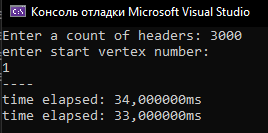 Консоль отладки Microsoft Visual Studio
Enter a count of headers: 3000
enter start vertex number:
1
----
time elapsed: 34,000000ms
time elapsed: 33,000000ms